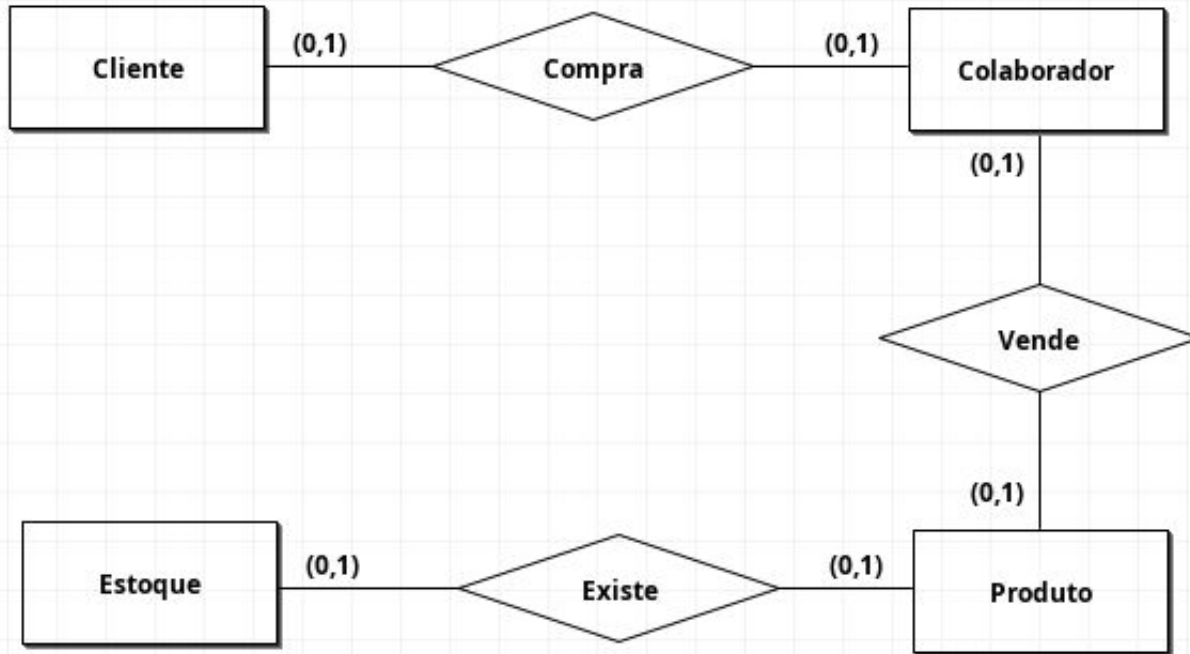 Cliente
(0,1)
Compra
(0,1)
Colaborador
(0,1)
Vende
(0,1)
Estoque
(0,1)
Existe
(0,1)
Produto